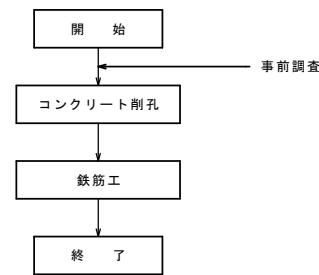 開　始
事前調査
コンクリート削孔
鉄筋工
終　了